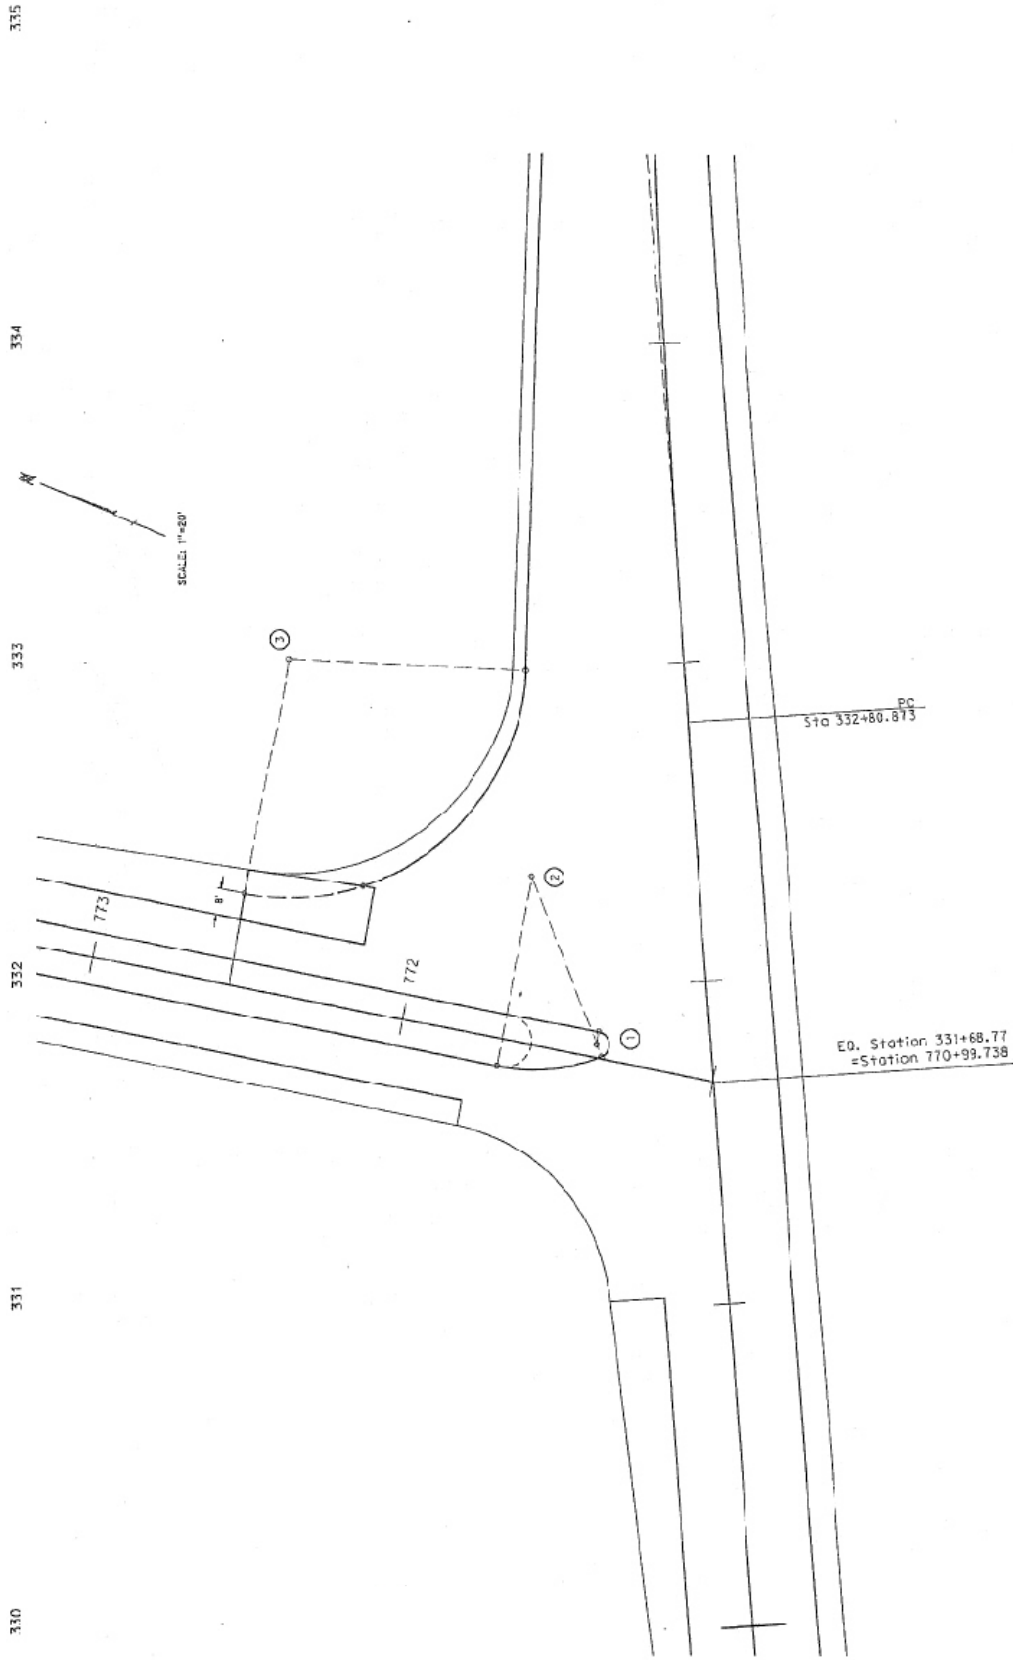 335
334
N
SCALE: 1"=20'
3
333
PC
Sta 332+80.873
2
8'
773
332
772
1
EQ. Station 331+68.77
=Station 770+99.738
331
330